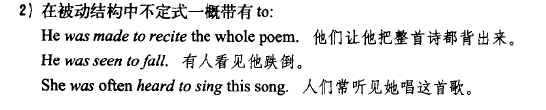 2) 在被动结构中不定式一概带有 to:
He was made to recite the whole poem. 他们让他把整首诗都背出来。
He was seen to fall. 有人看见他跌倒。
She was often heard to sing this song. 人们常听见她唱这首歌。